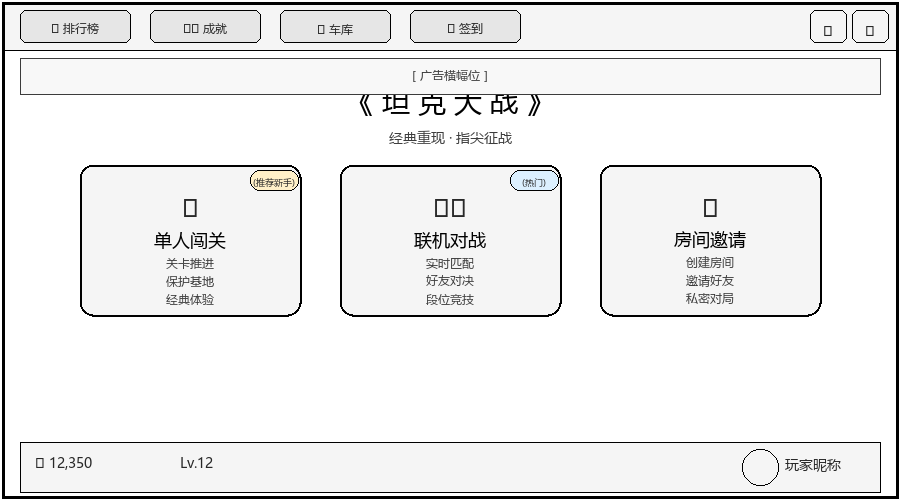 排行榜
成就
车库
签到
[ 广告横幅位 ]
《 坦 克 大 战 》
经典重现 · 指尖征战
(推荐新手)
单人闯关
关卡推进
保护基地
经典体验
(热门)
联机对战
实时匹配
好友对决
段位竞技
房间邀请
创建房间
邀请好友
私密对局
12,350
Lv.12
玩家昵称